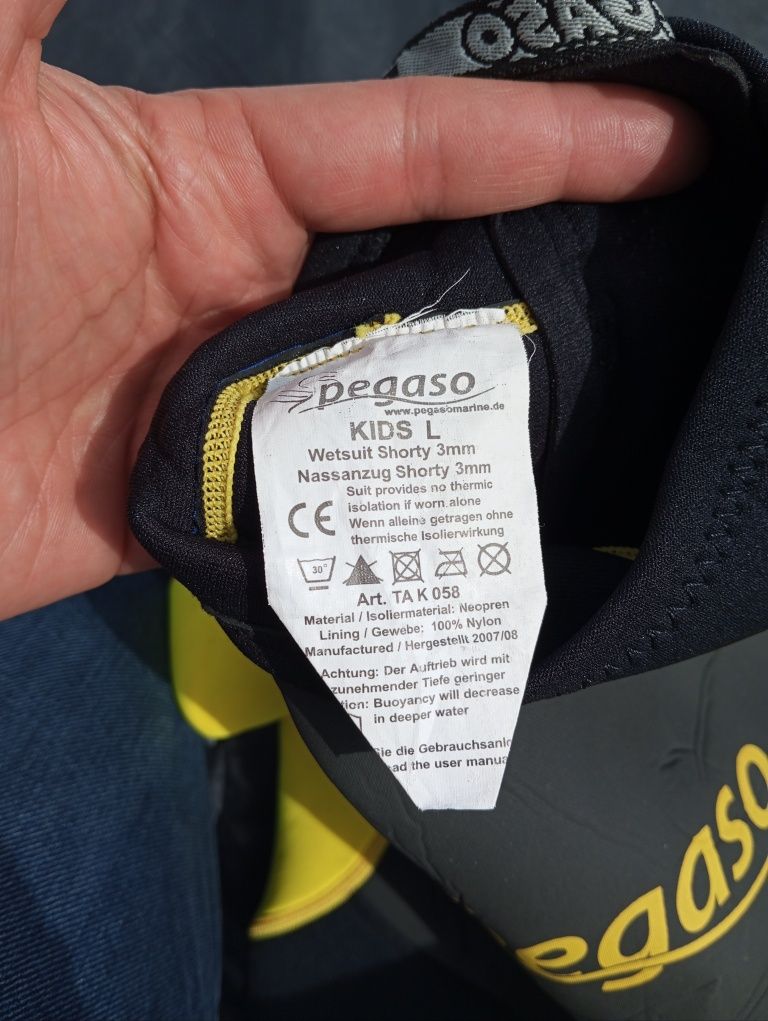 pegaso
www.pegasomarine.de
KIDS L
Wetsuit Shorty 3mm
Nassanzug Shorty 3mm
Suit provides no thermic
isolation if worn alone
Wenn alleine getragen ohne
thermische Isolierwirkung
CE
30°
Art. TA K 058
Material / Isoliermaterial: Neopren
Lining / Gewebe: 100% Nylon
Manufactured / Hergestellt 2007/08
Achtung: Der Auftrieb wird mit
zunehmender Tiefe geringer
Buoyancy will decrease
in deeper water
die Gebrauchsanl
the user manua
pegaso